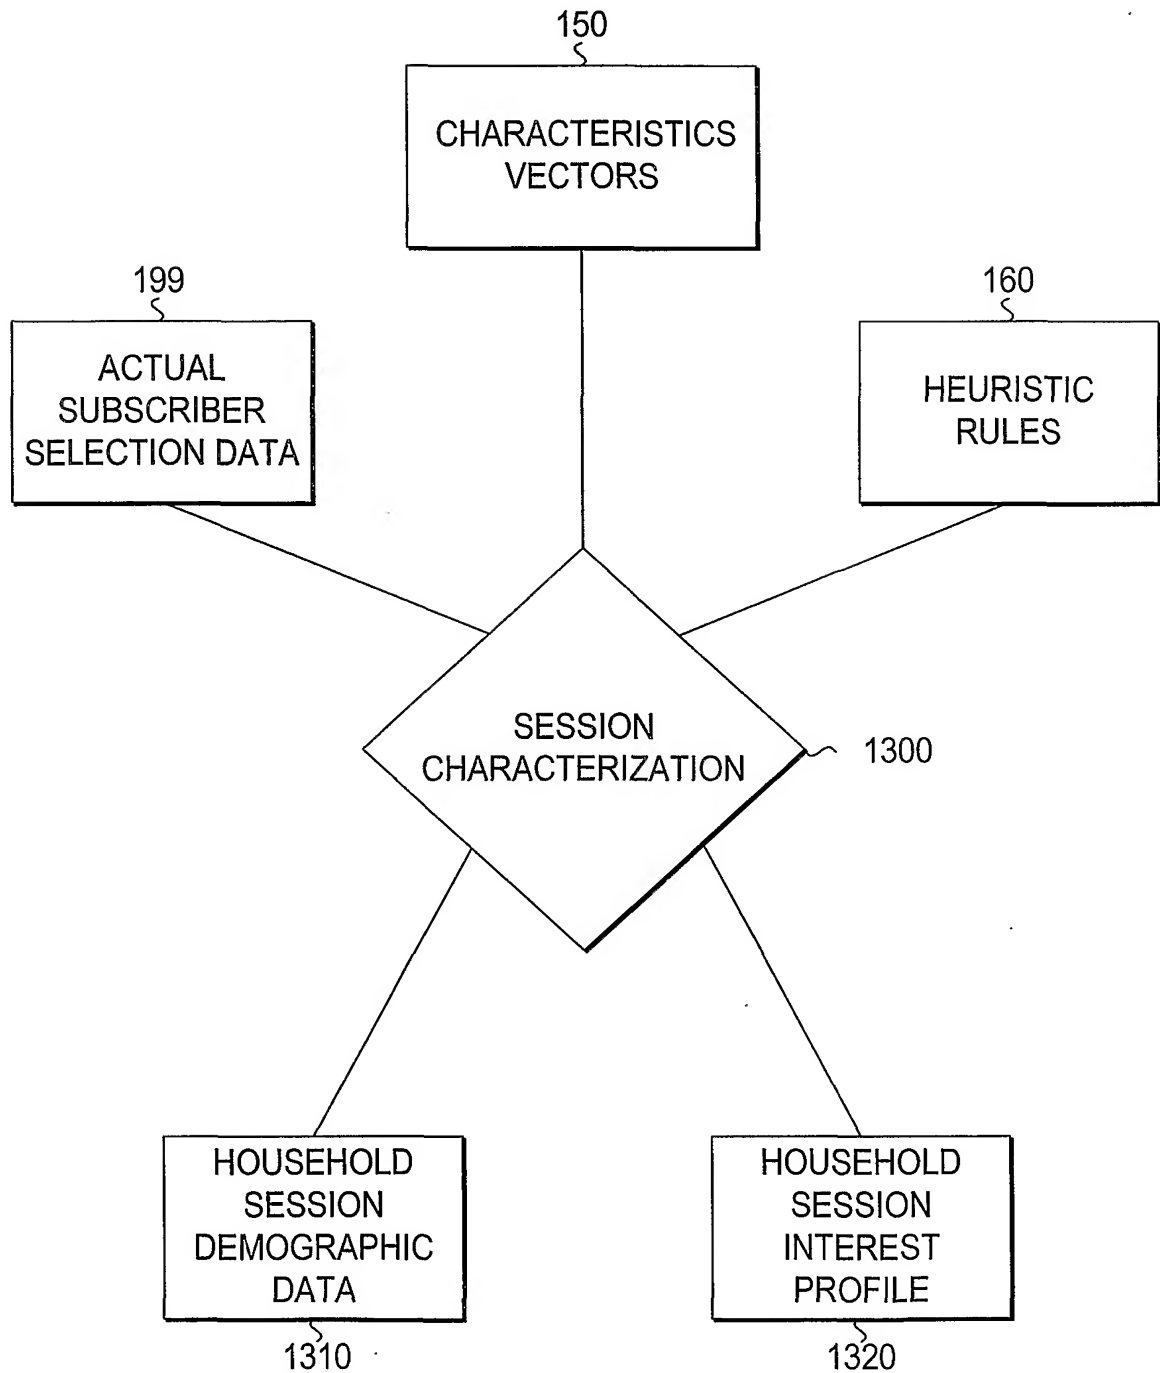 150
CHARACTERISTICS
VECTORS
199
ACTUAL
SUBSCRIBER
SELECTION DATA
160
HEURISTIC
RULES
SESSION
CHARACTERIZATION
1300
HOUSEHOLD
SESSION
DEMOGRAPHIC
DATA
1310
HOUSEHOLD
SESSION
INTEREST
PROFILE
1320